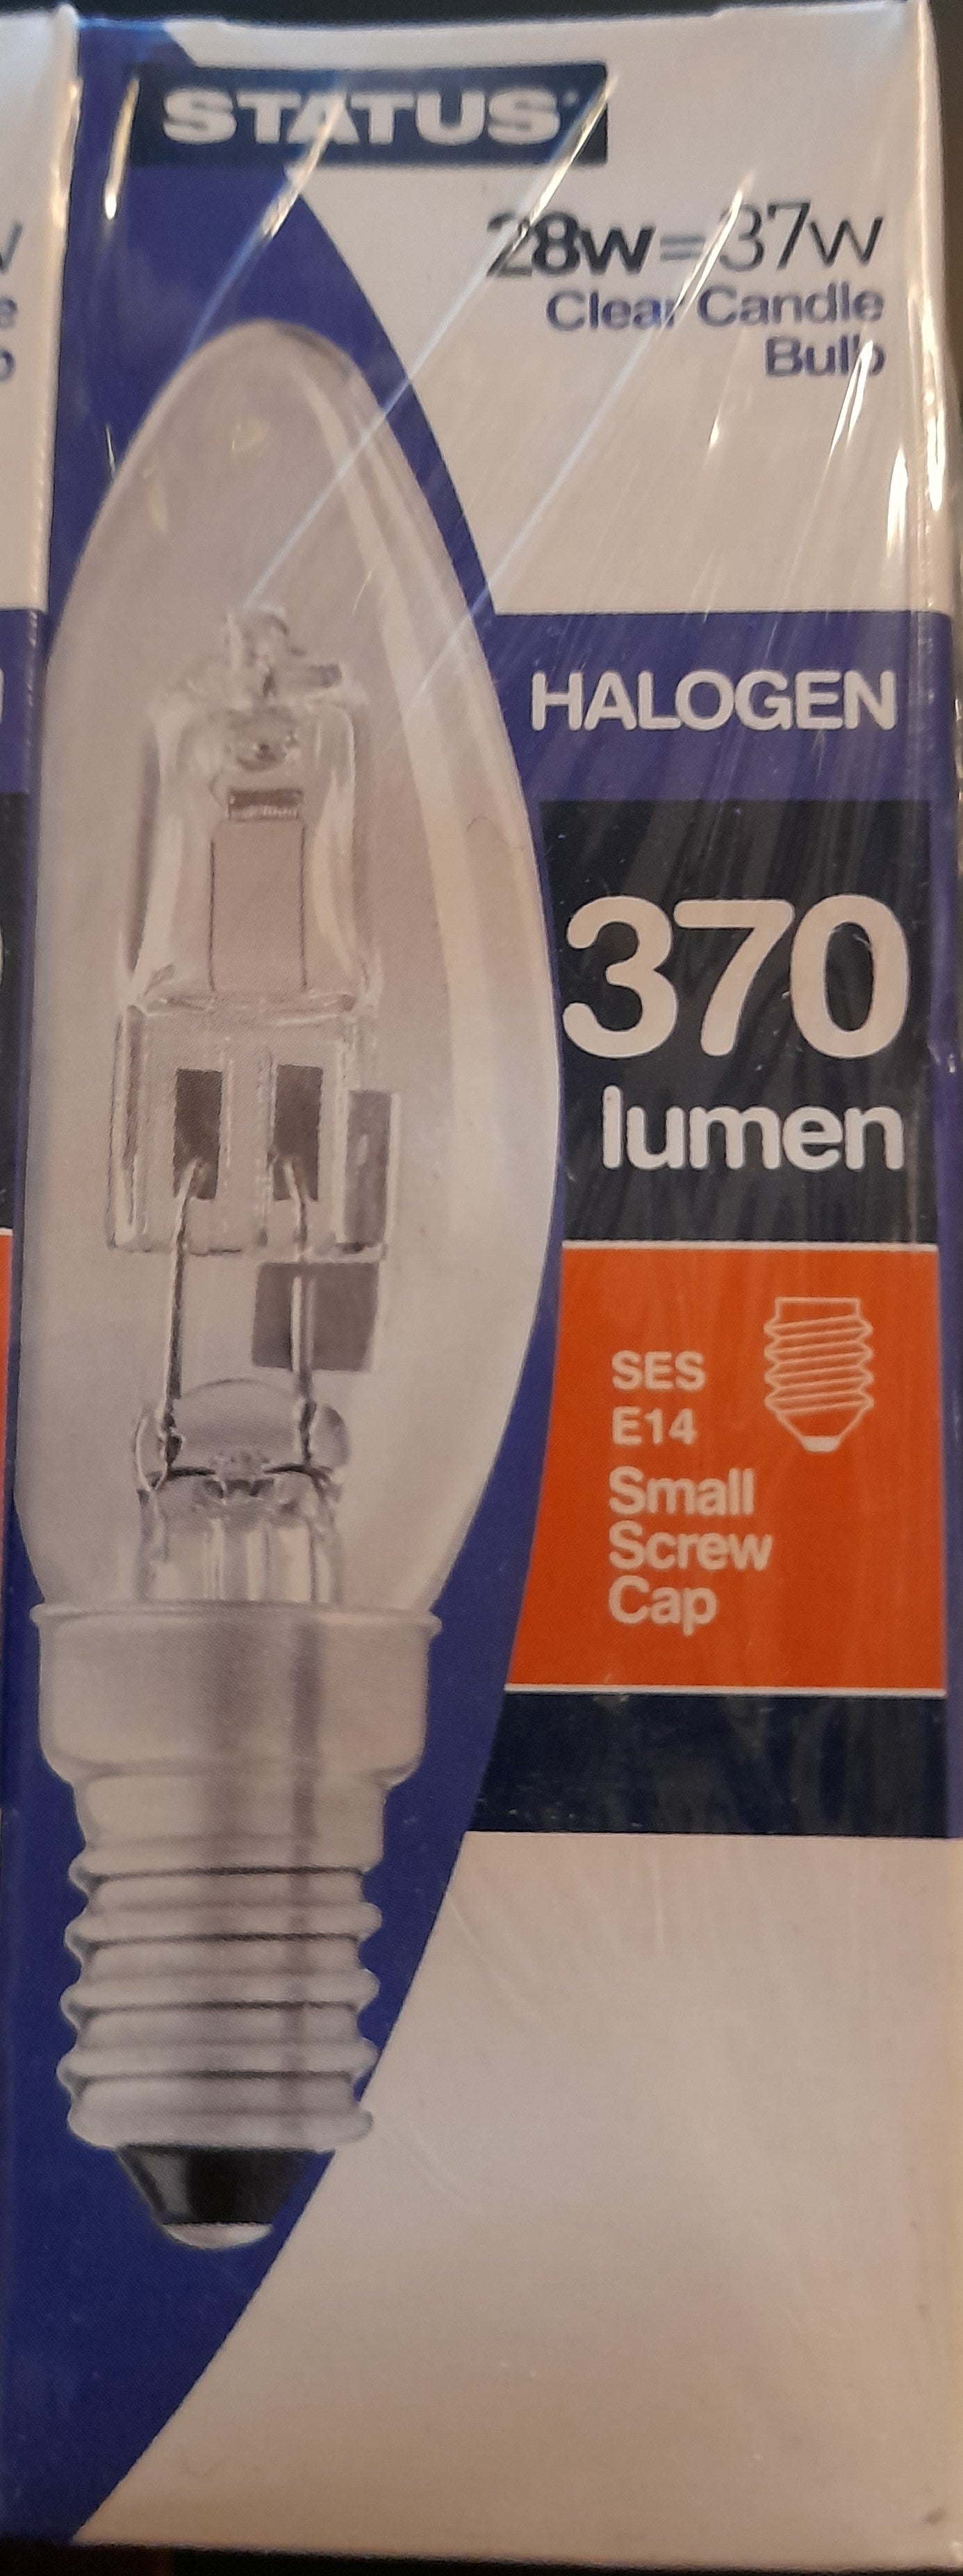 STATUS
28w=37w
Clear Candle
Bulb
HALOGEN
370
lumen
SES
E14
Small
Screw
Cap